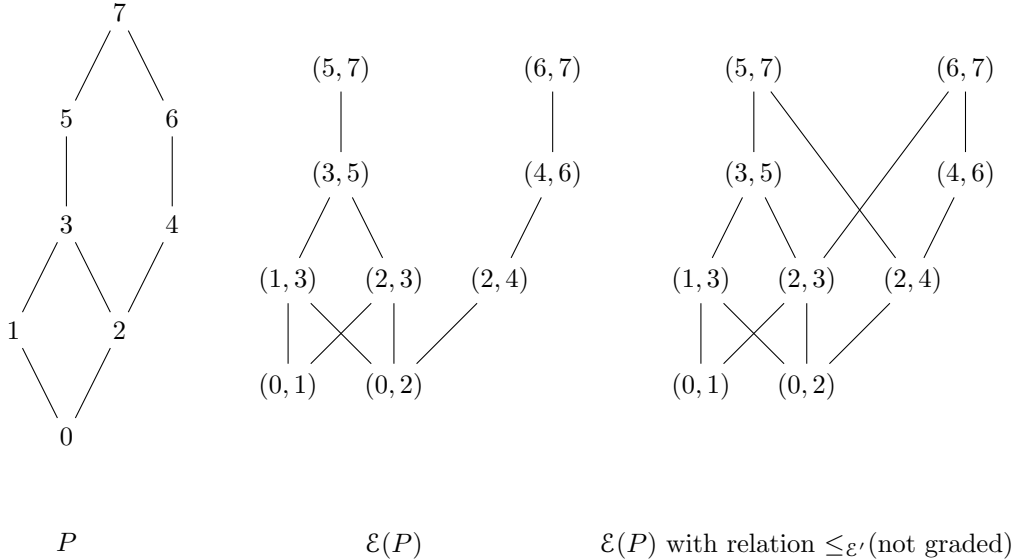 7
(5, 7) (6, 7) (5, 7) (6, 7)
5 6
(3, 5) (4, 6) (3, 5) (4, 6)
3 4
(1, 3) (2, 3) (2, 4) (1, 3) (2, 3) (2, 4)
1 2
(0, 1) (0, 2) (0, 1) (0, 2)
0
P ℰ(P) ℰ(P) with relation ≤ℰ′(not graded)